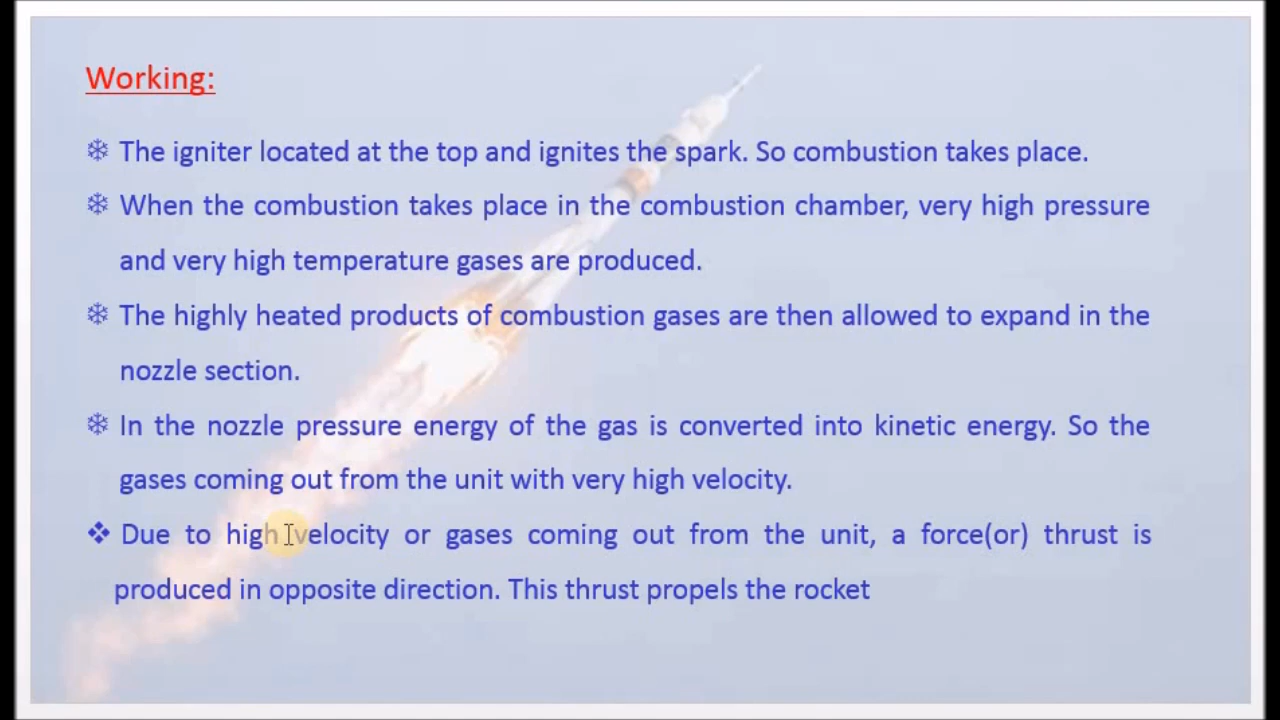 Working:
The igniter located at the top and ignites the spark. So combustion takes place.
When the combustion takes place in the combustion chamber, very high pressure
and very high temperature gases are produced.
The highly heated products of combustion gases are then allowed to expand in the
nozzle section.
In the nozzle pressure energy of the gas is converted into kinetic energy. So the
gases coming out from the unit with very high velocity.
Due to high velocity or gases coming out from the unit, a force(or) thrust is
produced in opposite direction. This thrust propels the rocket